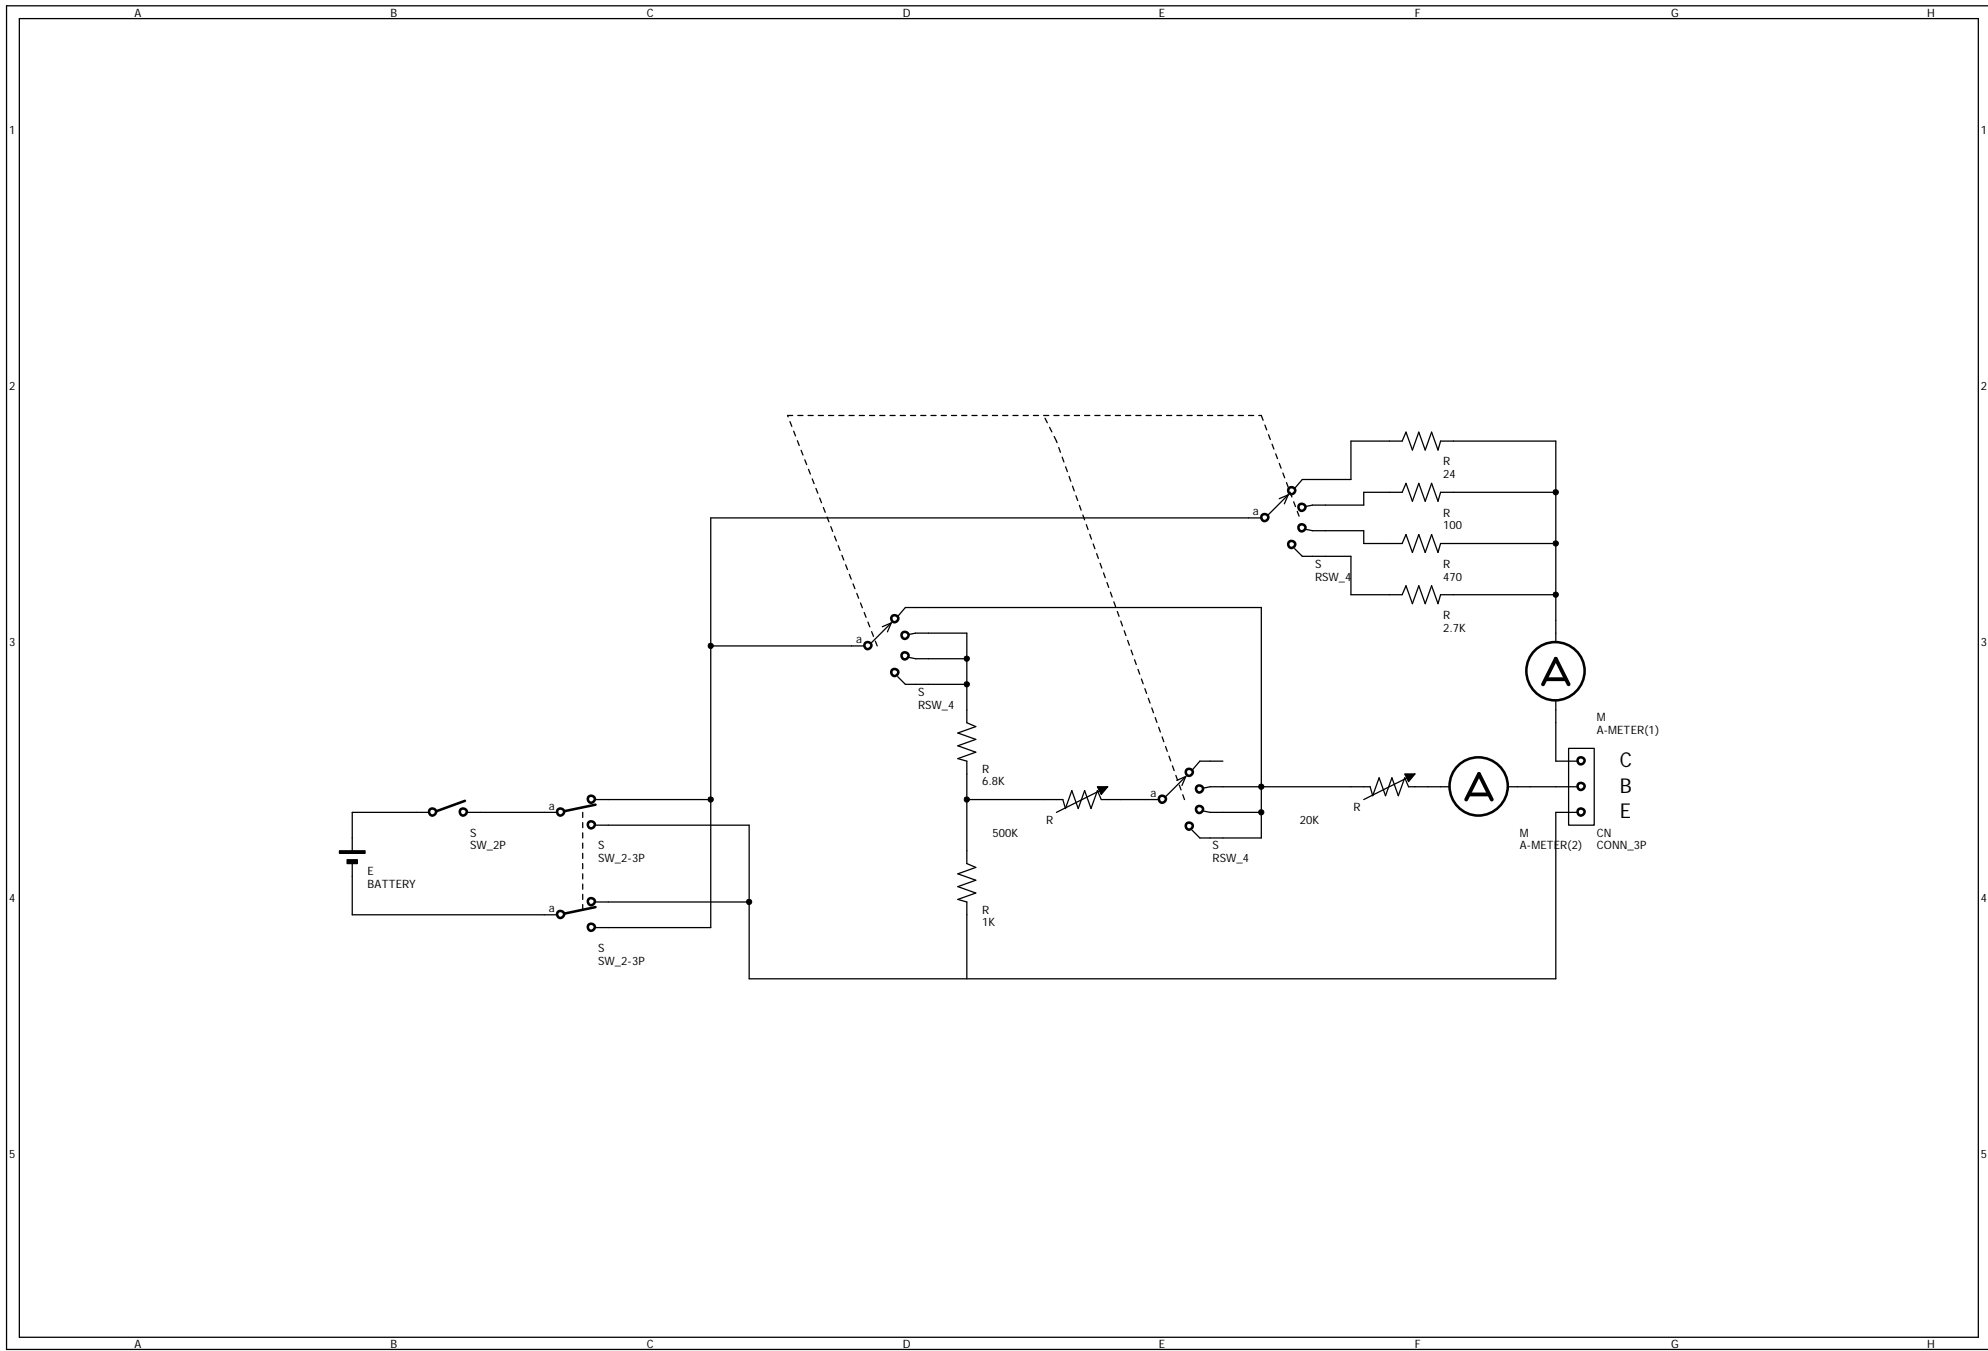 A B C D E F G H
1 1
2 2
R
24
a
R
100
S
RSW_4
R
470
R
2.7K
3 3
a
S
RSW_4
A
M
A-METER(1)
C
B
E
R
6.8K
A
a
a
R
R
500K
20K
S
SW_2P
S
SW_2-3P
S
RSW_4
M
A-METER(2)
CN
CONN_3P
E
BATTERY
4 4
a
R
1K
S
SW_2-3P
5 5
A B C D E F G H